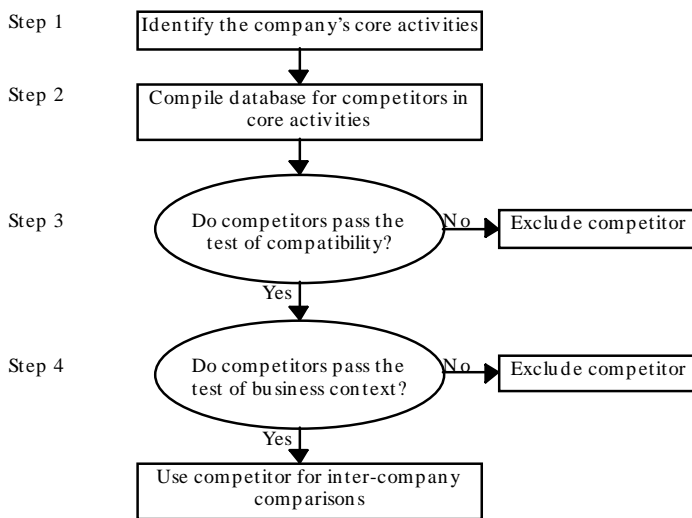 Step 1
Identify the company's core activities
Step 2
Compile database for competitors in
core activities
Step 3
Do competitors pass the
test of compatibility?
No
Exclude competitor
Yes
Step 4
Do competitors pass the
test of business context?
No
Exclude competitor
Yes
Use competitor for inter-company
comparisons